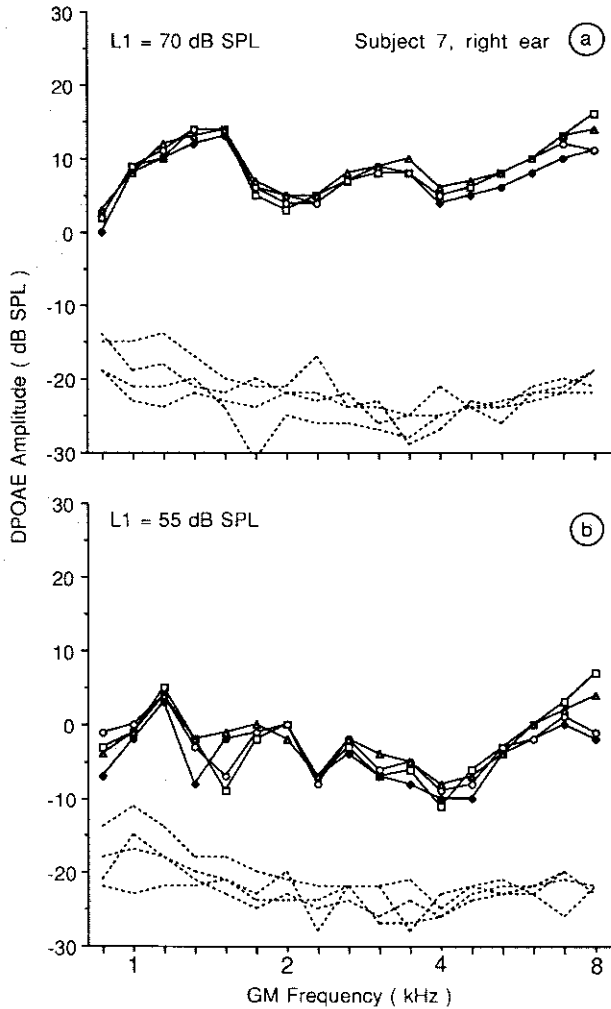 L1 = 70 dB SPL
Subject 7, right ear
a
30
20
10
0
-10
-20
-30
DPOAE Amplitude ( dB SPL )
L1 = 55 dB SPL
b
30
20
10
0
-10
-20
-30
1
2
4
8
GM Frequency ( kHz )